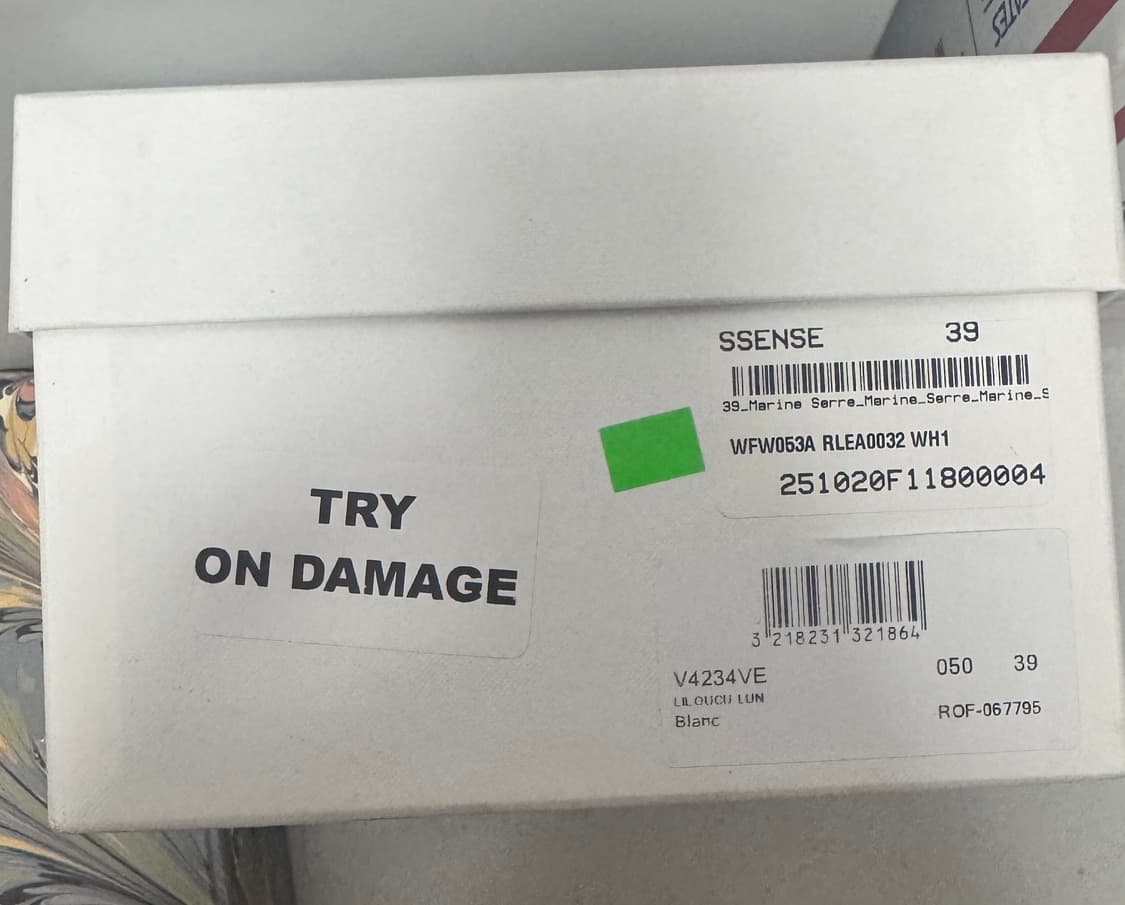 TRY
ON DAMAGE
SSENSE 39
39_Marine Serre_Marine_Serre_Marine_S
WFW053A RLEA0032 WH1
251020F11800004
3 218231 321864
V4234VE 050 39
LUN
Blanc ROF-067795